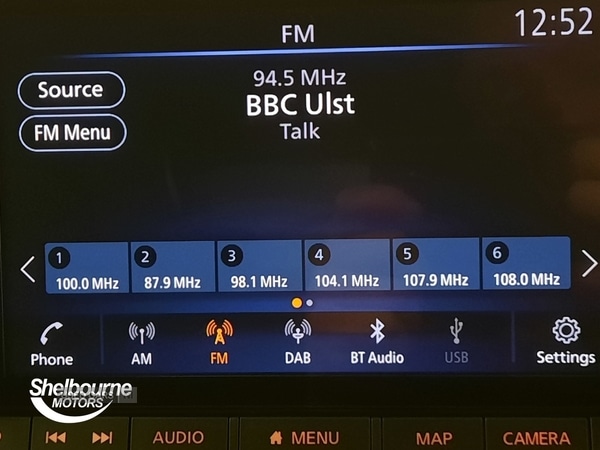 FM
12:52
Source
94.5 MHz
BBC Ulst
FM Menu
Talk
1 2 3 4 5 6
100.0 MHz 87.9 MHz 98.1 MHz 104.1 MHz 107.9 MHz 108.0 MHz
Phone AM FM DAB BT Audio USB Settings
Shelbourne
MOTORS
AUDIO MENU MAP CAMERA